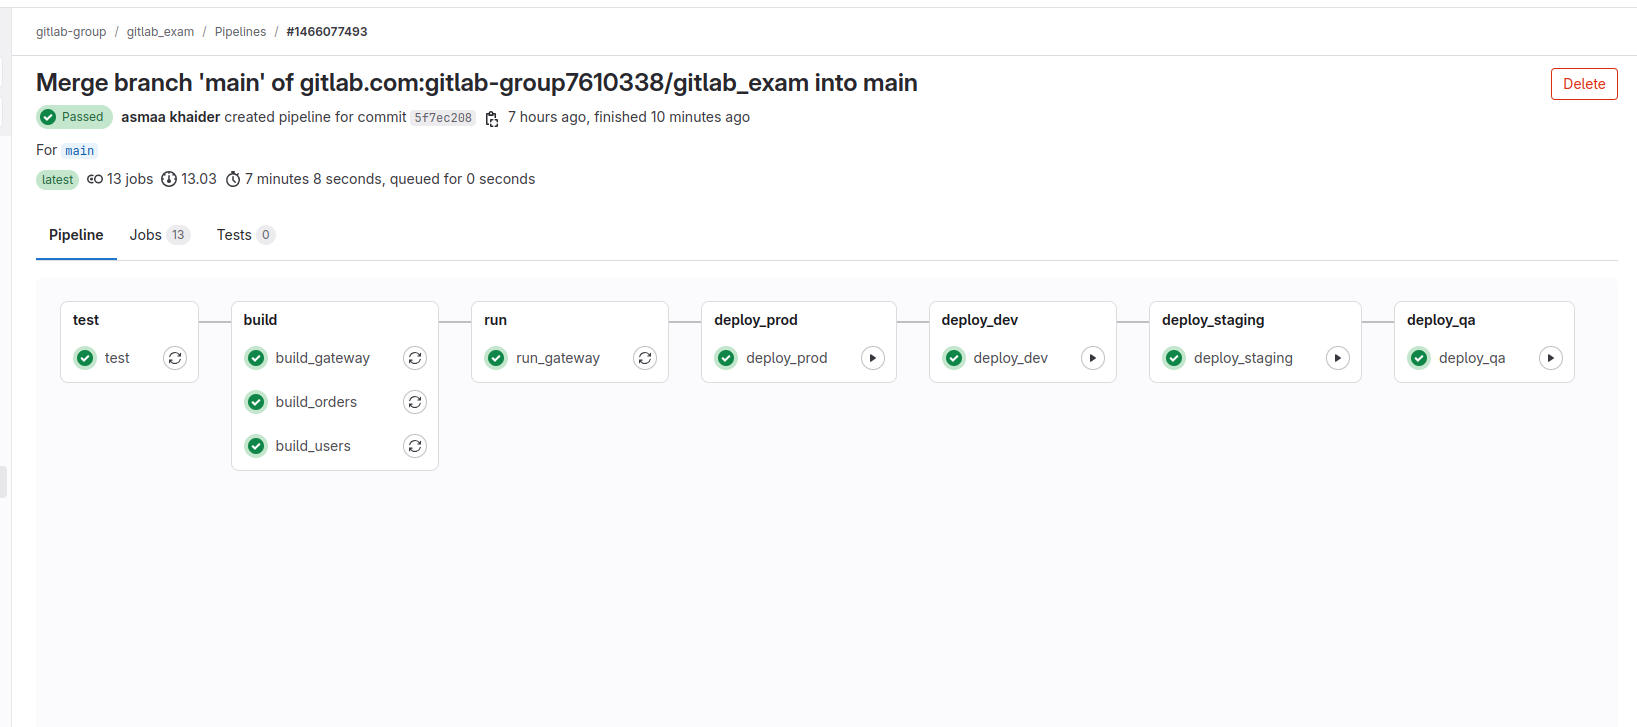 gitlab-group / gitlab_exam / Pipelines / #1466077493
Merge branch 'main' of gitlab.com:gitlab-group7610338/gitlab_exam into main
Delete
Passed asmaa khaider created pipeline for commit 5f7ec208 7 hours ago, finished 10 minutes ago
For main
latest 13 jobs 13.03 7 minutes 8 seconds, queued for 0 seconds
Pipeline Jobs 13 Tests 0
test
test
build
build_gateway
build_orders
build_users
run
run_gateway
deploy_prod
deploy_prod
deploy_dev
deploy_dev
deploy_staging
deploy_staging
deploy_qa
deploy_qa